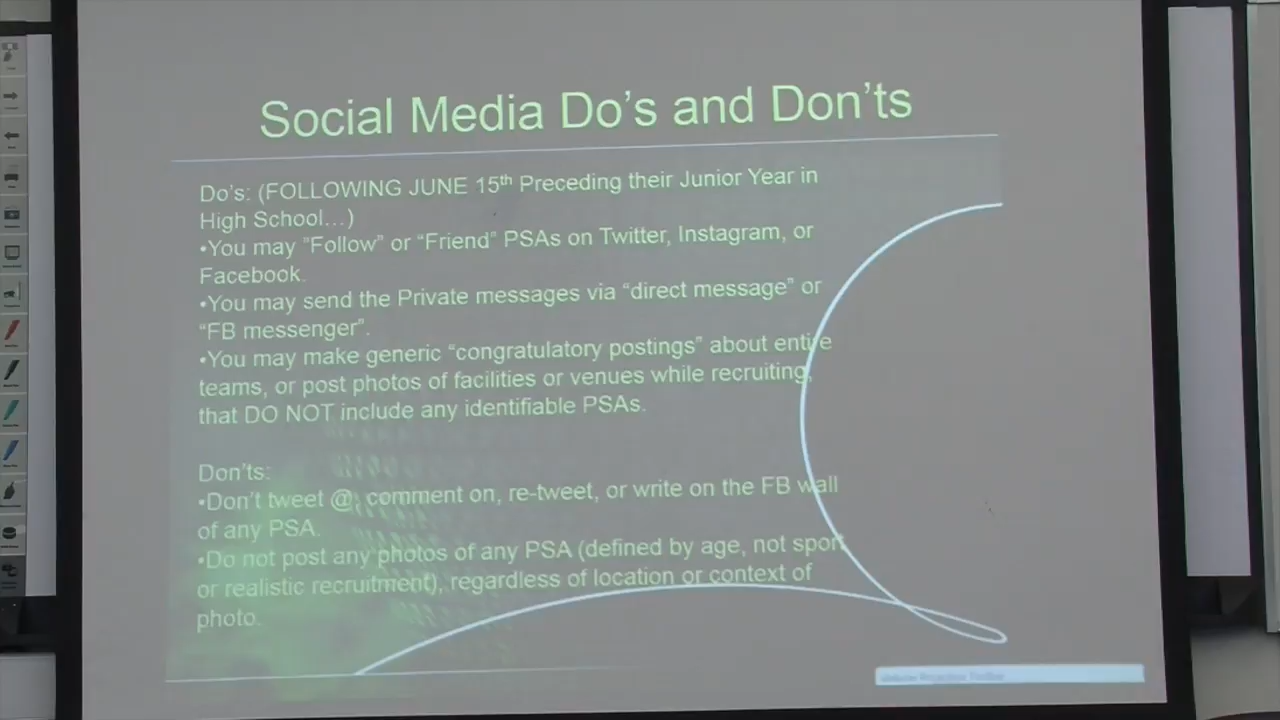 Social Media Do's and Don'ts
Do's: (FOLLOWING JUNE 15th Preceding their Junior Year in
High School...)
•You may "Follow" or "Friend" PSAs on Twitter, Instagram, or
Facebook.
•You may send the Private messages via "direct message" or
"FB messenger".
•You may make generic "congratulatory postings" about entire
teams, or post photos of facilities or venues while recruiting,
that DO NOT include any identifiable PSAs.
Don'ts:
•Don't tweet @, comment on, re-tweet, or write on the FB wall
of any PSA.
•Do not post any photos of any PSA (defined by age, not sport
or realistic recruitment), regardless of location or context of
photo.